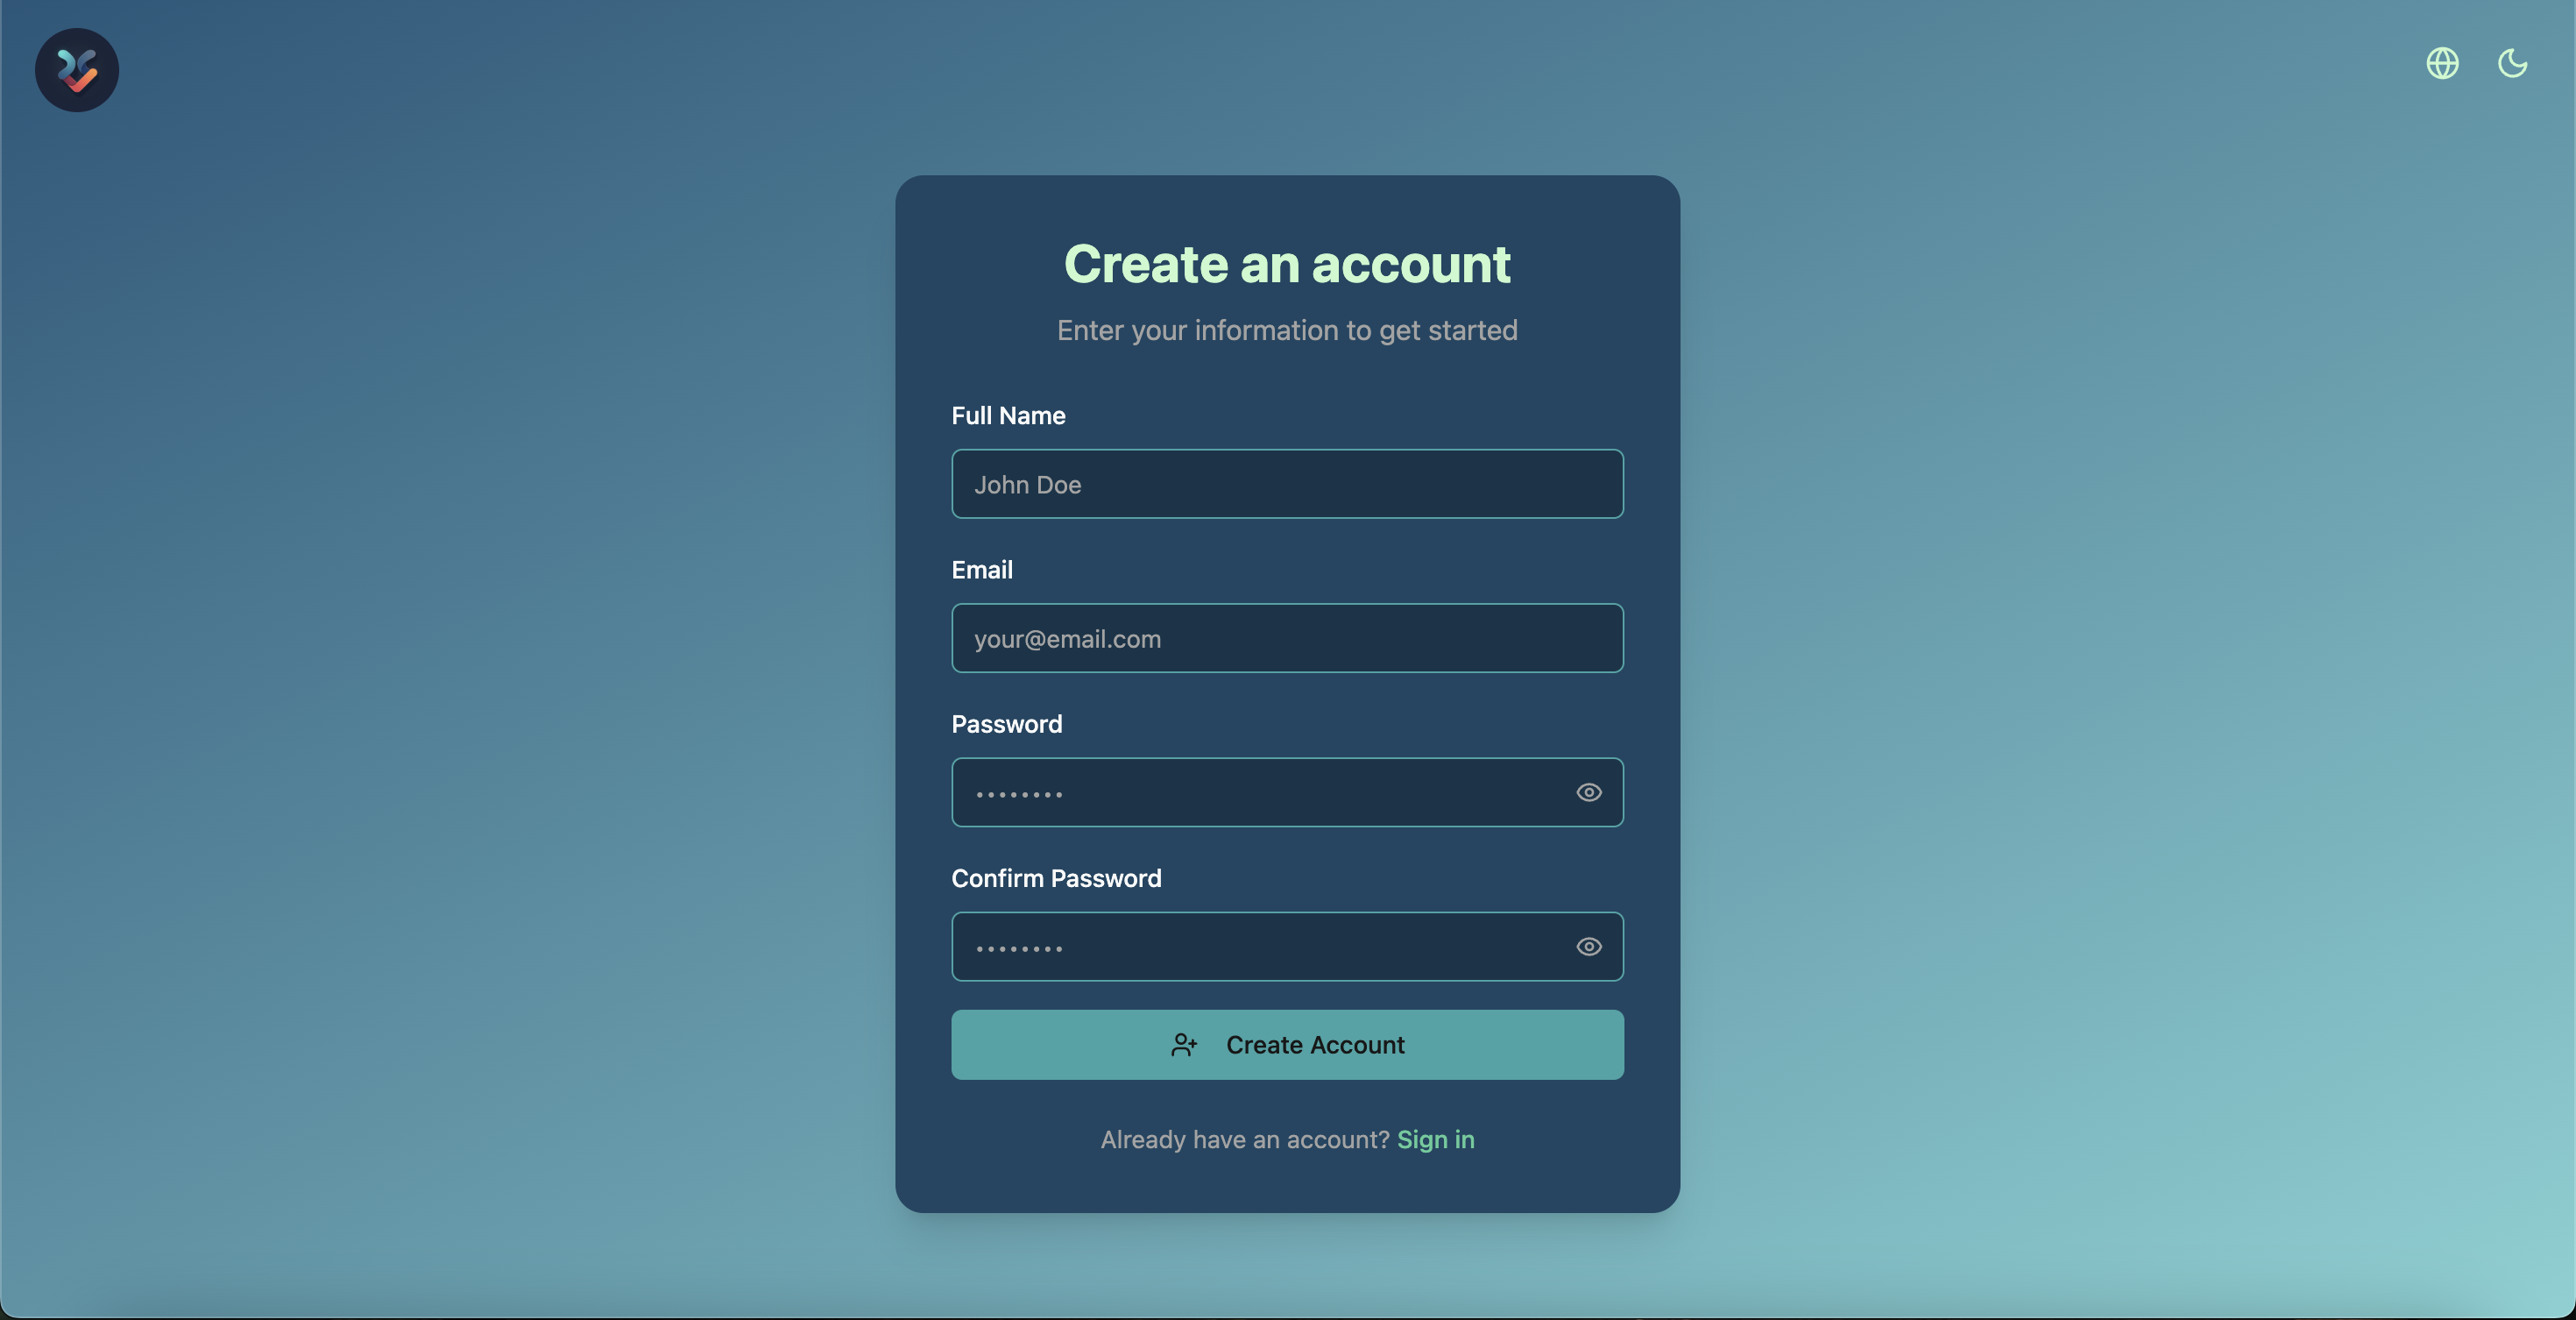 Create an account
Enter your information to get started
Full Name
John Doe
Email
your@email.com
Password
••••••••
Confirm Password
••••••••
Create Account
Already have an account? Sign in